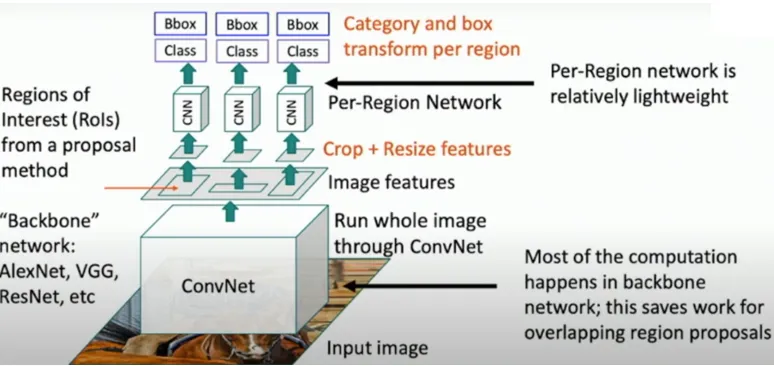 Bbox Bbox Bbox
Class Class Class
Category and box
transform per region
CNN CNN CNN
Per-Region Network
Per-Region network is
relatively lightweight
Regions of
Interest (RoIs)
from a proposal
method
Crop + Resize features
Image features
“Backbone”
network:
AlexNet, VGG,
ResNet, etc
ConvNet
Run whole image
through ConvNet
Most of the computation
happens in backbone
network; this saves work for
overlapping region proposals
Input image